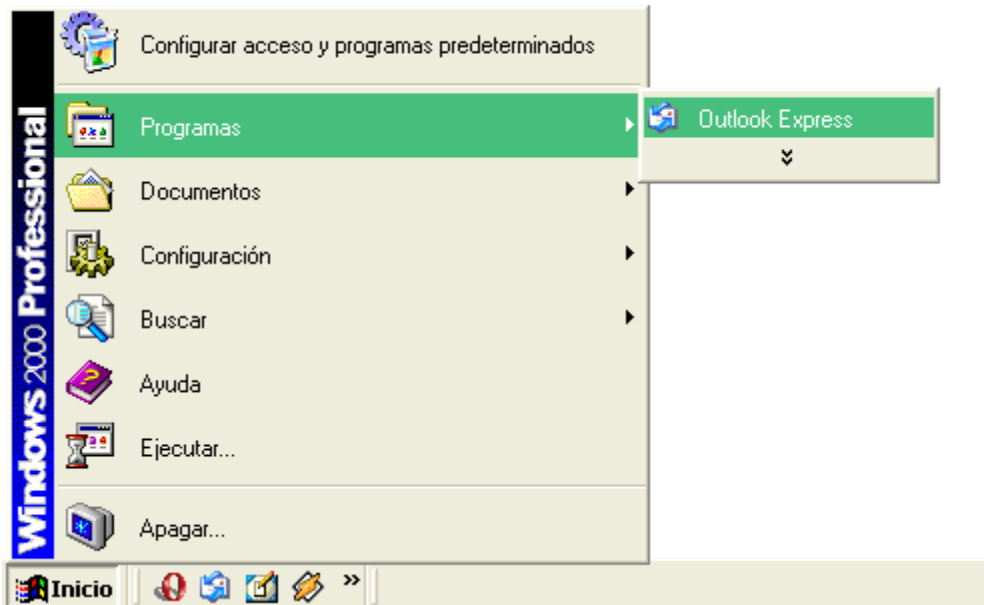 Configurar acceso y programas predeterminados
Programas
Outlook Express
Documentos
Configuración
Buscar
Ayuda
Ejecutar...
Apagar...
Windows 2000 Professional
Inicio